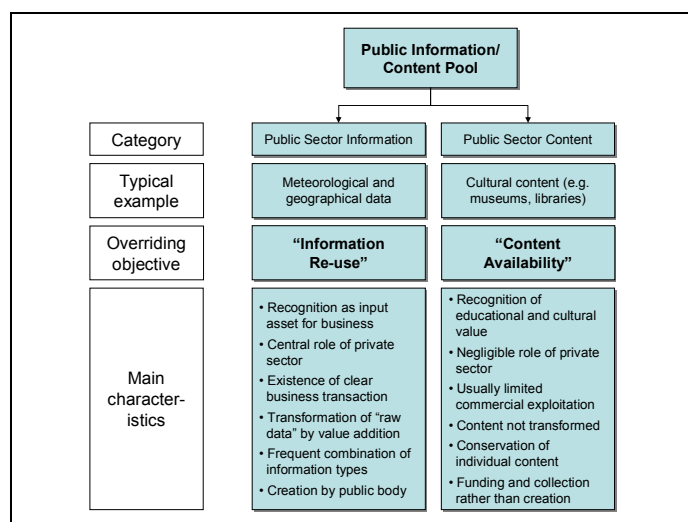 Public Information/
Content Pool
Category
Public Sector Information
Public Sector Content
Typical
example
Meteorological and
geographical data
Cultural content (e.g.
museums, libraries)
Overriding
objective
“Information
Re-use”
“Content
Availability”
Main
character-
istics
• Recognition as input
asset for business
• Central role of private
sector
• Existence of clear
business transaction
• Transformation of “raw
data” by value addition
• Frequent combination of
information types
• Creation by public body
• Recognition of
educational and cultural
value
• Negligible role of private
sector
• Usually limited
commercial exploitation
• Content not transformed
• Conservation of
individual content
• Funding and collection
rather than creation